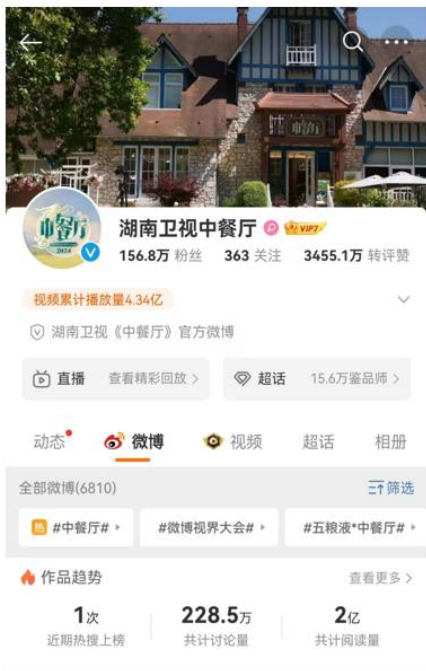 中餐厅
中餐厅
2024
湖南卫视中餐厅 VIP7
156.8万 粉丝 363 关注 3455.1万 转评赞
视频累计播放量4.34亿
湖南卫视《中餐厅》官方微博
直播 查看精彩回放 > 超话 15.6万鉴品师 >
动态 微博 视频 超话 相册
全部微博(6810) 筛选
热 #中餐厅# #微博视界大会# #五粮液*中餐厅#
作品趋势 查看更多 >
1次 228.5万 2亿
近期热搜上榜 共计讨论量 共计阅读量